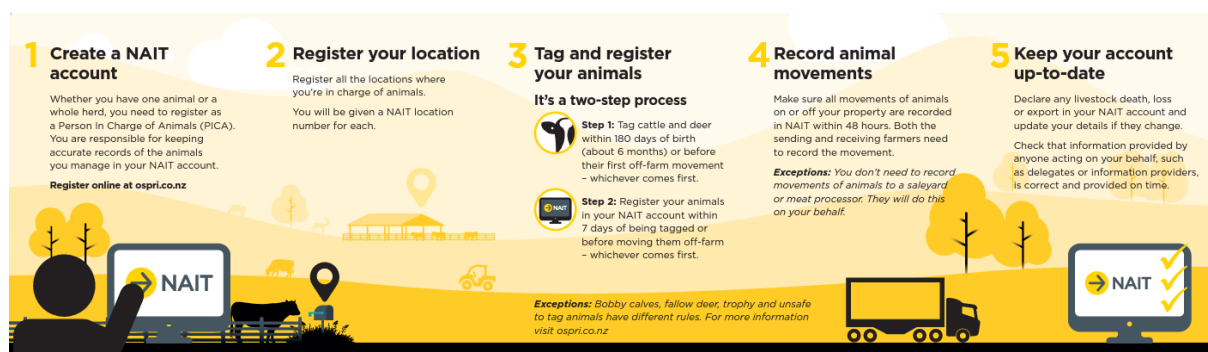 1 Create a NAIT
account
Whether you have one animal or a
whole herd, you need to register as
a Person In Charge of Animals (PICA).
You are responsible for keeping
accurate records of the animals
you manage in your NAIT account.
Register online at ospri.co.nz
NAIT
2 Register your location
Register all the locations where
you're in charge of animals.
You will be given a NAIT location
number for each.
3 Tag and register
your animals
It's a two-step process
Step 1: Tag cattle and deer
within 180 days of birth
(about 6 months) or before
their first off-farm movement
– whichever comes first.
NAIT
Step 2: Register your animals
in your NAIT account within
7 days of being tagged or
before moving them off-farm
– whichever comes first.
Exceptions: Bobby calves, fallow deer, trophy and unsafe
to tag animals have different rules. For more information
visit ospri.co.nz
4 Record animal
movements
Make sure all movements of animals
on or off your property are recorded
in NAIT within 48 hours. Both the
sending and receiving farmers need
to record the movement.
Exceptions: You don't need to record
movements of animals to a saleyard
or meat processor. They will do this
on your behalf.
5 Keep your account
up-to-date
Declare any livestock death, loss
or export in your NAIT account and
update your details if they change.
Check that information provided by
anyone acting on your behalf, such
as delegates or information providers,
is correct and provided on time.
NAIT